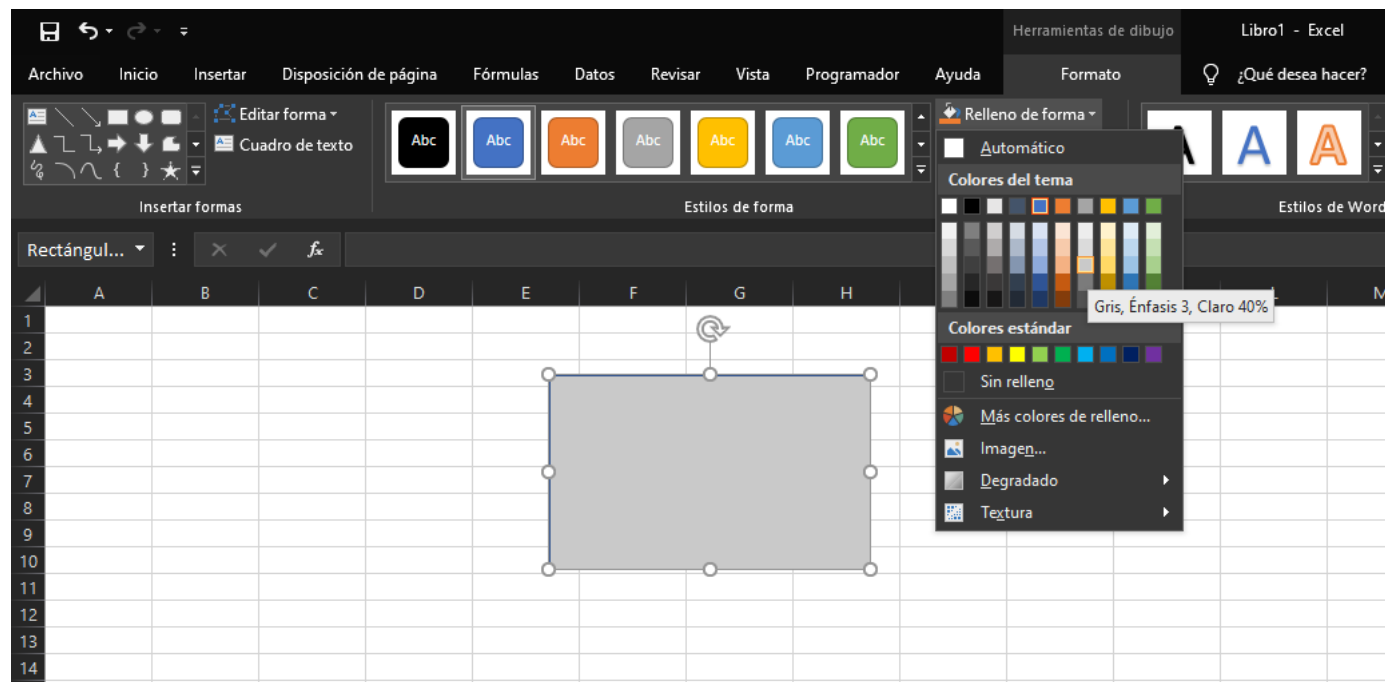 Herramientas de dibujo
Libro1 - Excel
Archivo Inicio Insertar Disposición de página Fórmulas Datos Revisar Vista Programador Ayuda Formato ¿Qué desea hacer?
Editar forma
Cuadro de texto
Abc Abc Abc Abc Abc Abc Abc
Relleno de forma
A A A
Insertar formas
Estilos de forma
Estilos de Word
Automático
Colores del tema
Gris, Énfasis 3, Claro 40%
Colores estándar
Sin relleno
Más colores de relleno...
Imagen...
Degradado
Textura
Rectángul... fx
A B C D E F G H L M
1
2
3
4
5
6
7
8
9
10
11
12
13
14